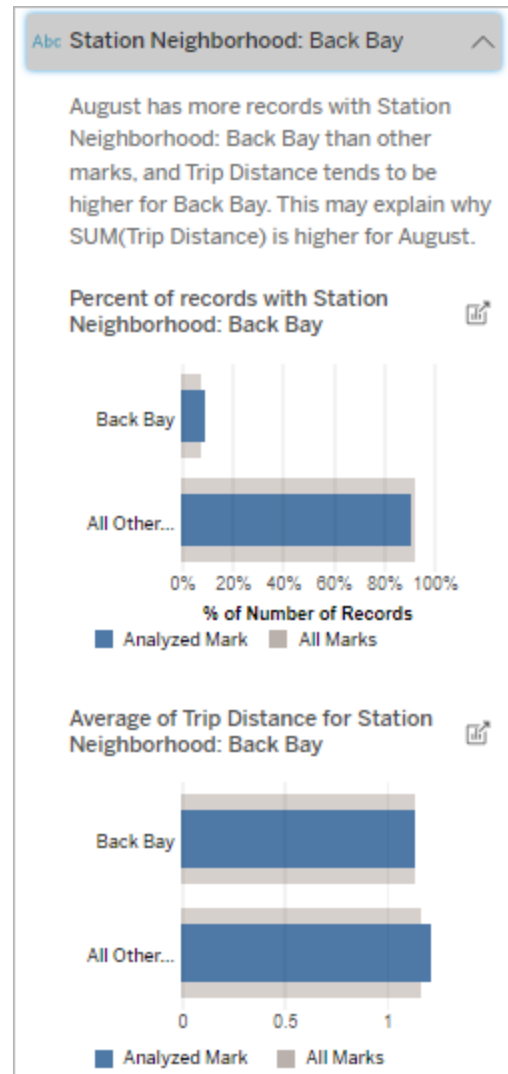 Abc Station Neighborhood: Back Bay
August has more records with Station
Neighborhood: Back Bay than other
marks, and Trip Distance tends to be
higher for Back Bay. This may explain why
SUM(Trip Distance) is higher for August.
Percent of records with Station
Neighborhood: Back Bay
Back Bay
All Other...
0% 20% 40% 60% 80% 100%
% of Number of Records
Analyzed Mark All Marks
Average of Trip Distance for Station
Neighborhood: Back Bay
Back Bay
All Other...
0 0.5 1
Analyzed Mark All Marks